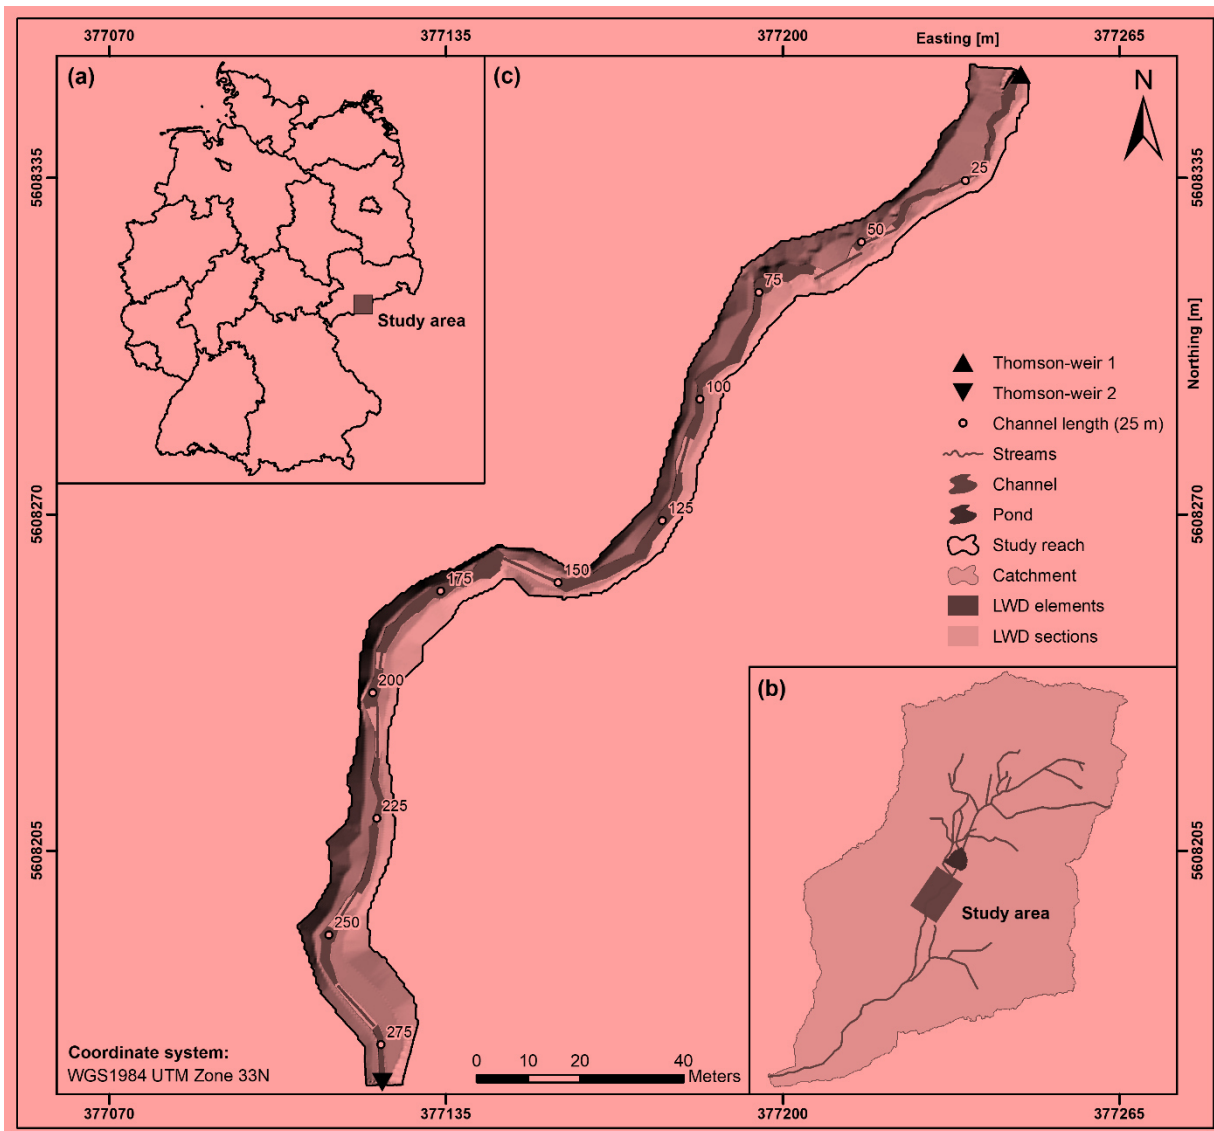 377070
377135
377200
Easting [m]
377265
(a)
(c)
N
5608335
5608335
25
50
75
Study area
Northing [m]
100
Thomson-weir 1
Thomson-weir 2
Channel length (25 m)
Streams
Channel
Pond
Study reach
Catchment
LWD elements
LWD sections
5608270
5608270
125
150
175
200
(b)
225
5608205
5608205
Study area
250
275
Coordinate system:
WGS1984 UTM Zone 33N
0 10 20 40
Meters
377070
377135
377200
377265